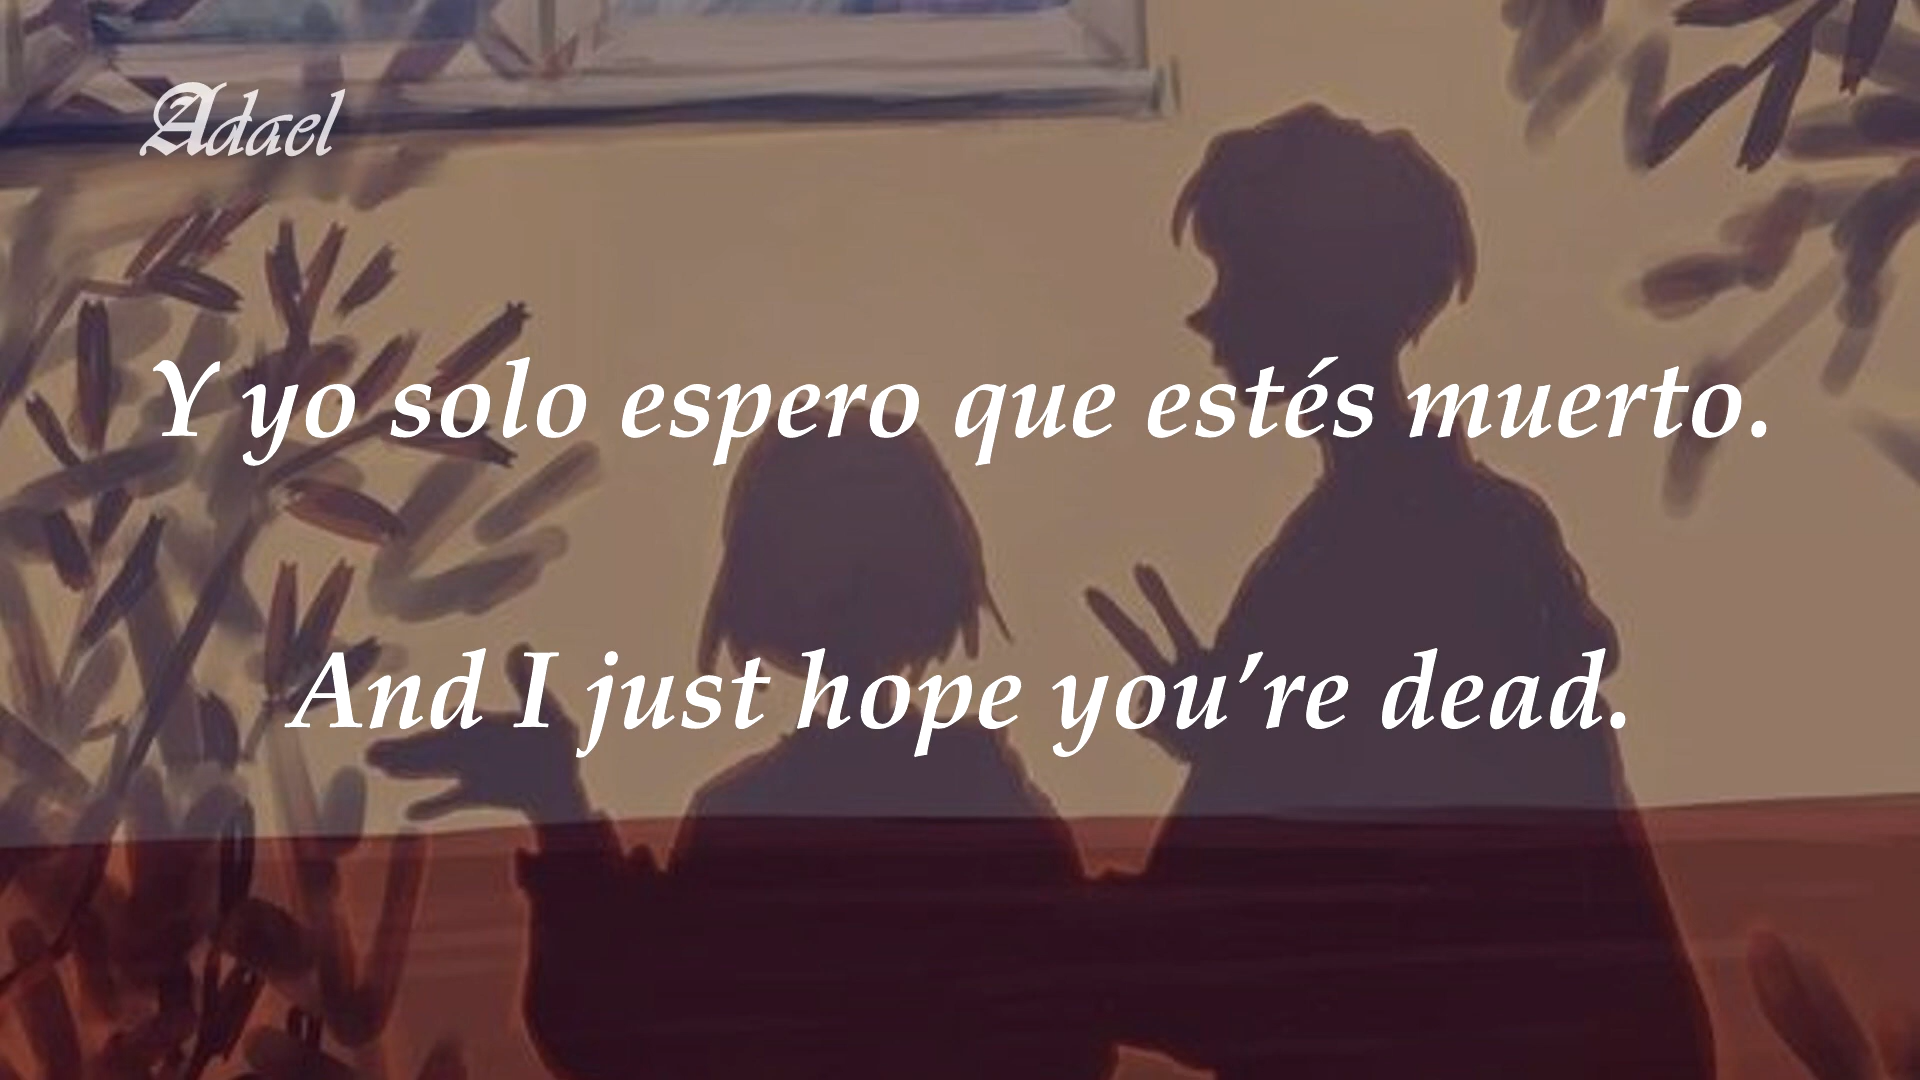 Adael
Y yo solo espero que estés muerto.
And I just hope you’re dead.